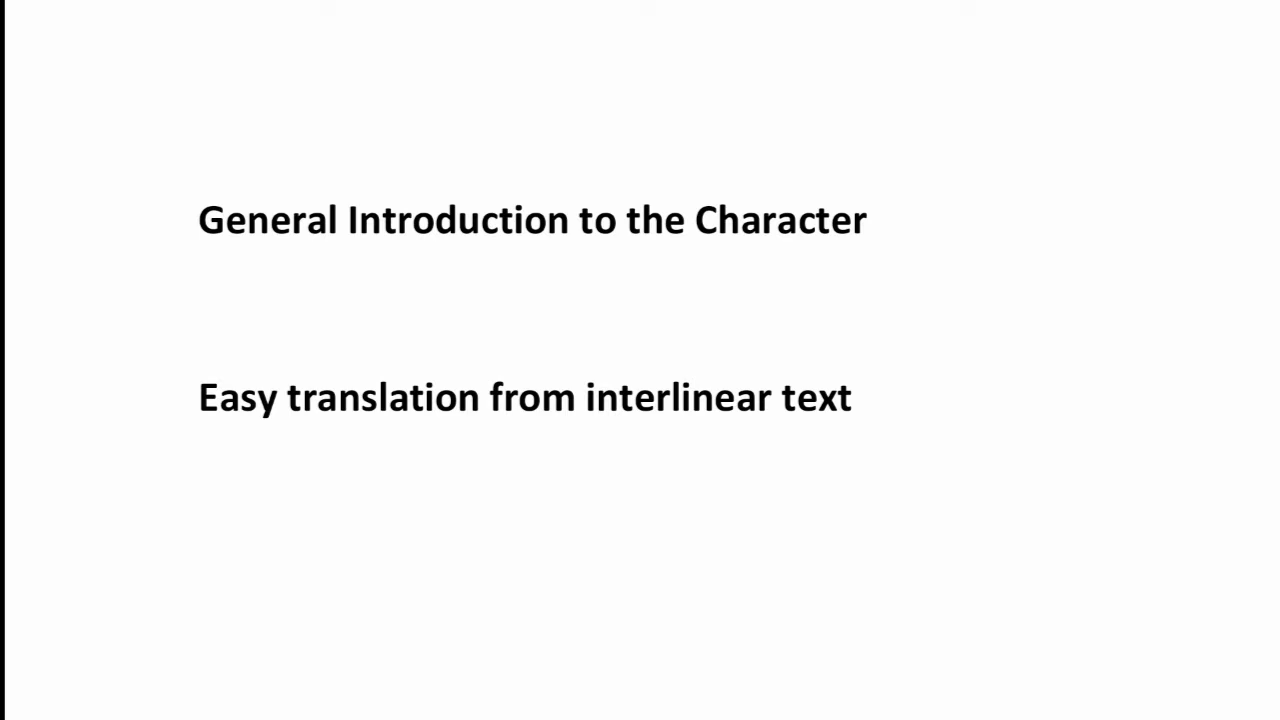 General Introduction to the Character
Easy translation from interlinear text